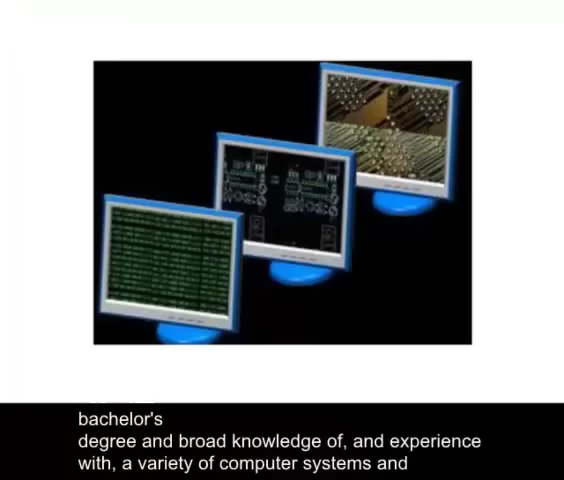 bachelor's
degree and broad knowledge of, and experience
with, a variety of computer systems and